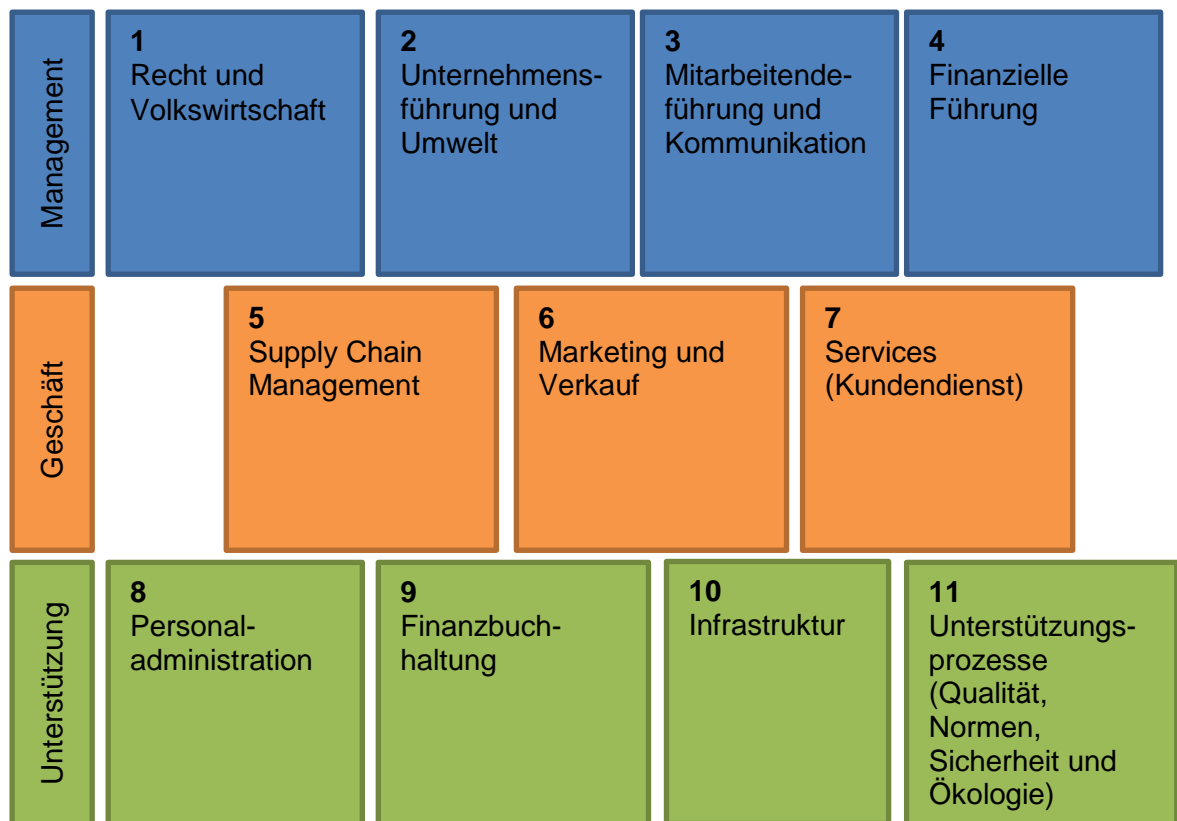 Management
1
Recht und
Volkswirtschaft
2
Unternehmens-
führung und
Umwelt
3
Mitarbeitende-
führung und
Kommunikation
4
Finanzielle
Führung
Geschäft
5
Supply Chain
Management
6
Marketing und
Verkauf
7
Services
(Kundendienst)
Unterstützung
8
Personal-
administration
9
Finanzbuch-
haltung
10
Infrastruktur
11
Unterstützungs-
prozesse
(Qualität,
Normen,
Sicherheit und
Ökologie)